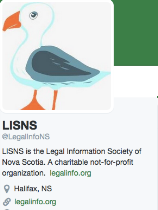 LISNS
@LegalInfoNS
LISNS is the Legal Information Society of
Nova Scotia. A charitable not-for-profit
organization. legalinfo.org
Halifax, NS
legalinfo.org